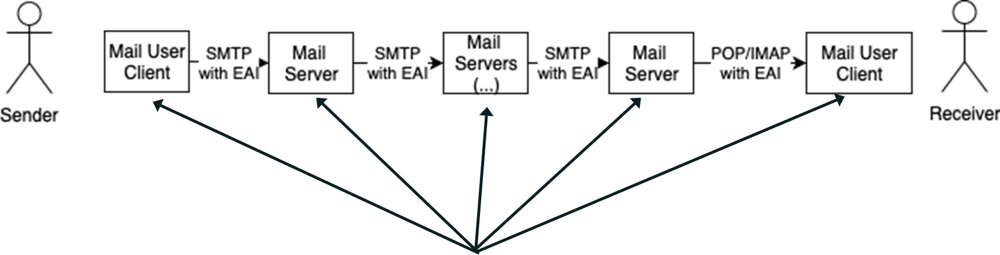 Sender
Mail User
Client
SMTP
with EAI
Mail
Server
SMTP
with EAI
Mail
Servers
(...)
SMTP
with EAI
Mail
Server
POP/IMAP
with EAI
Mail User
Client
Receiver